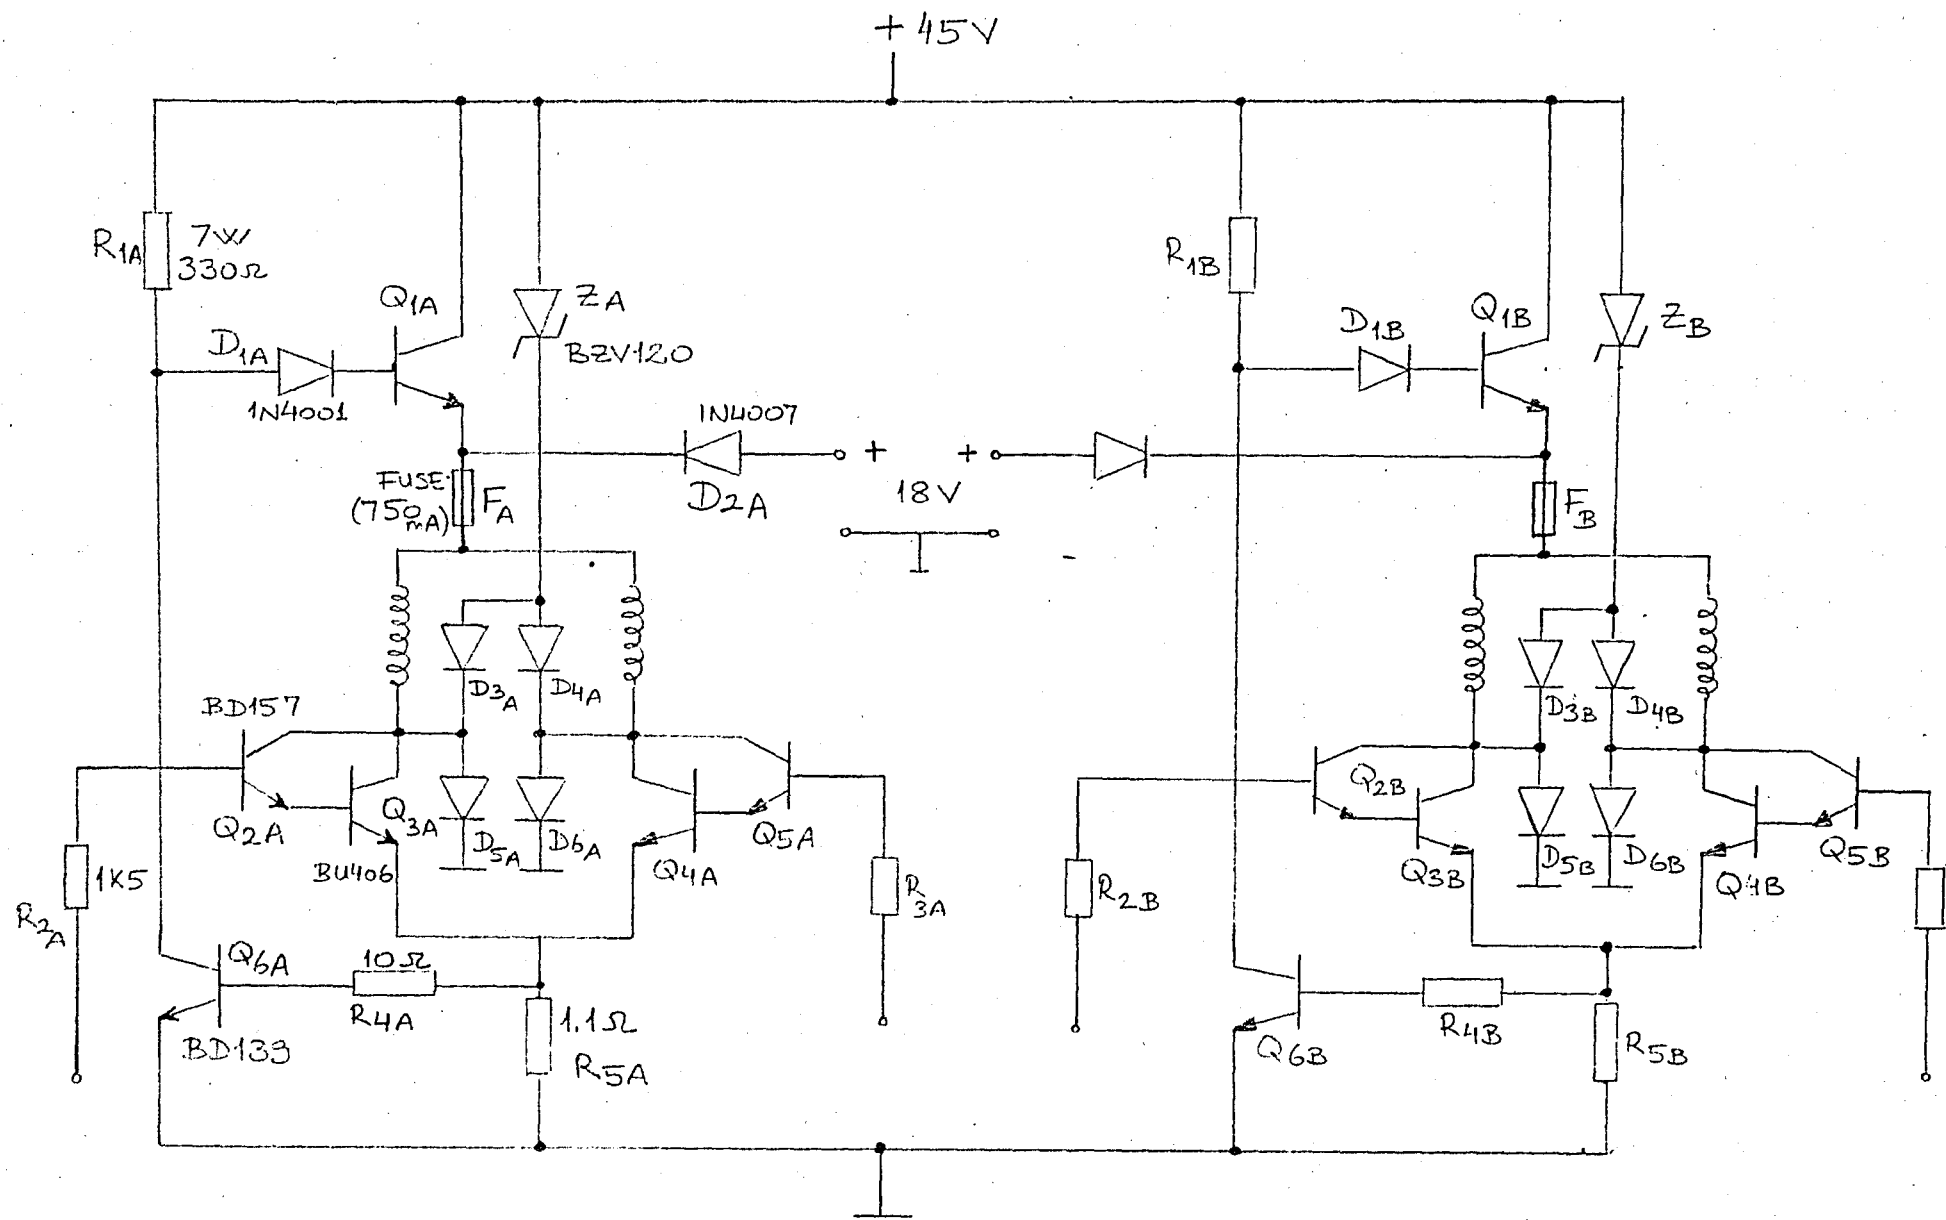 + 45V
R1A
7W
330Ω
Q1A
ZA
BZV120
D1A
1N4001
1N4007
D2A
+
+
18V
FUSE
(750mA)
FA
R1B
D1B
Q1B
ZB
FB
D3A
D4A
BD157
Q2A
Q3A
BU406
D5A
D6A
Q4A
Q5A
1K5
R2A
R3A
Q6A
10Ω
R4A
BD139
1.1Ω
R5A
D3B
D4B
Q2B
Q3B
D5B
D6B
Q4B
Q5B
R2B
Q6B
R4B
R5B